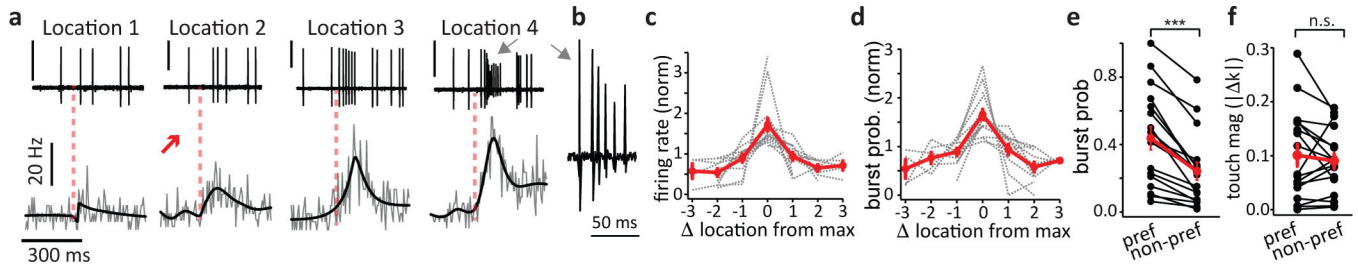 a
Location 1
Location 2
Location 3
Location 4
20 Hz
300 ms
b
50 ms
c
firing rate (norm)
3
2
1
0
-3 -2 -1 0 1 2 3
Δ location from max
d
burst prob. (norm)
3
2
1
0
-3 -2 -1 0 1 2 3
Δ location from max
e
***
burst prob
0.8
0.4
0.0
pref
non-pref
f
n.s.
touch mag (|Δk|)
0.3
0.2
0.1
0.0
pref
non-pref